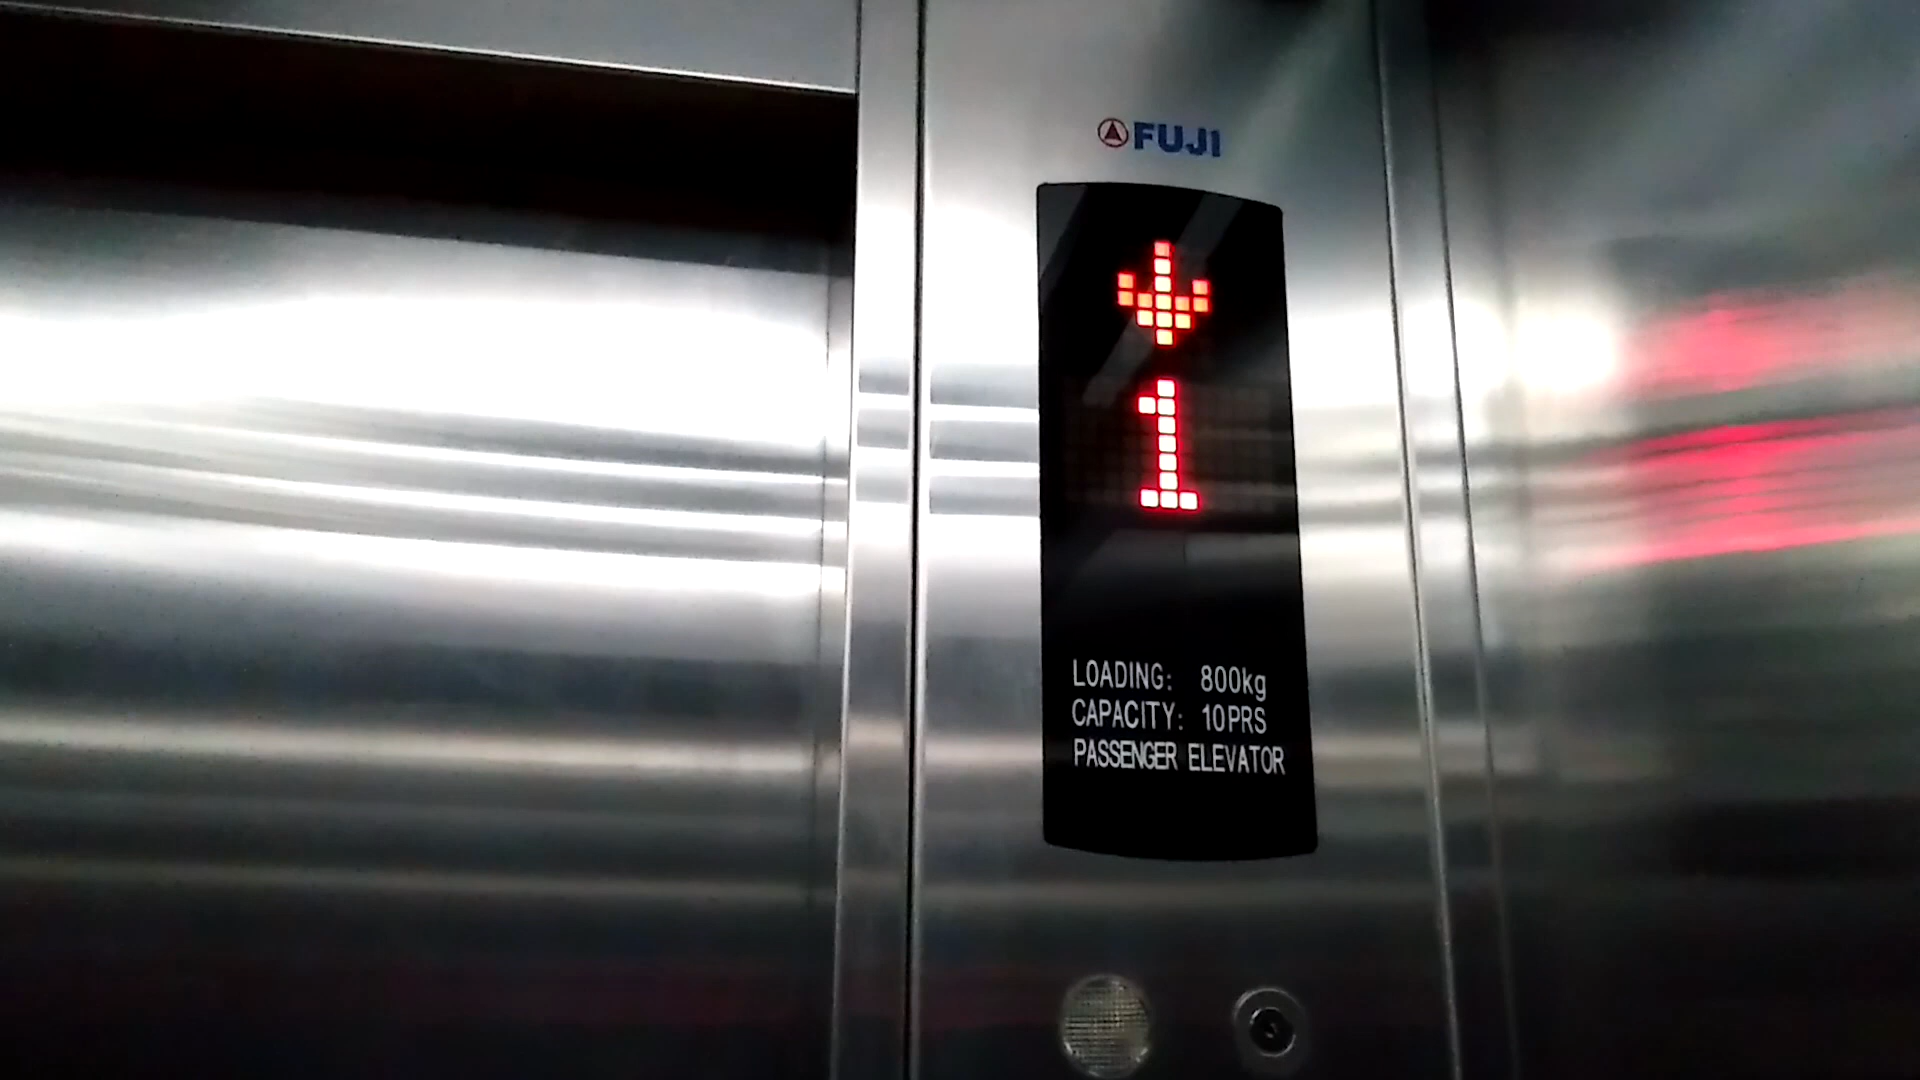 FUJI
1
LOADING: 800kg
CAPACITY: 10PRS
PASSENGER ELEVATOR